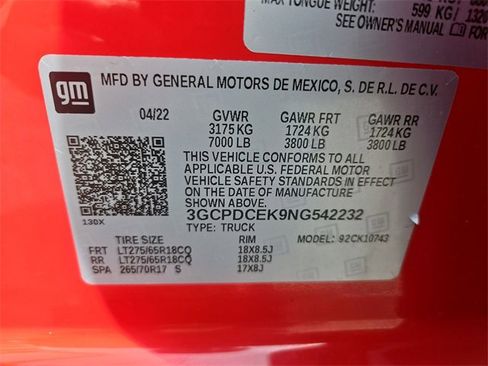 MAX TONGUE WEIGHT:
599 KG / 1320
SEE OWNER'S MANUAL
gm
MFD BY GENERAL MOTORS DE MEXICO, S. DE R.L. DE C.V.
04/22 GVWR GAWR FRT GAWR RR
3175 KG 1724 KG 1724 KG
7000 LB 3800 LB 3800 LB
THIS VEHICLE CONFORMS TO ALL
APPLICABLE U.S. FEDERAL MOTOR
VEHICLE STANDARDS IN EFFECT
ON THE DATE OF MANUFACTURE
SHOWN ABOVE.
3GCPDCEK9NG542232
TYPE: TRUCK
130X
MODEL: 92CK10743
TIRE SIZE RIM
FRT LT275/65R18CQ 18X8.5J
RR LT275/65R18CQ 18X8.5J
SPA 265/70R17 S 17X8J